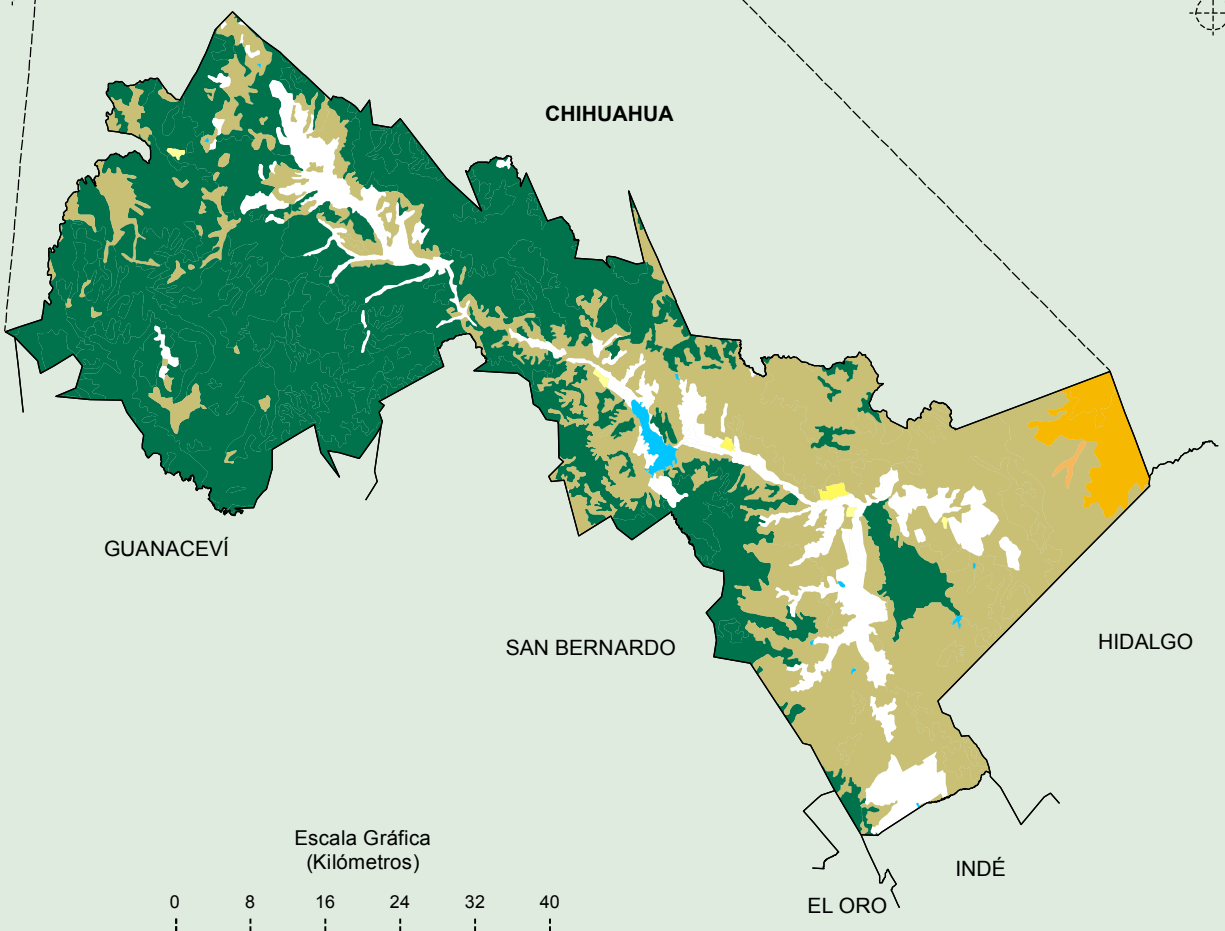 CHIHUAHUA
GUANACEVÍ
SAN BERNARDO
HIDALGO
Escala Gráfica
(Kilómetros)
0 8 16 24 32 40
INDÉ
EL ORO